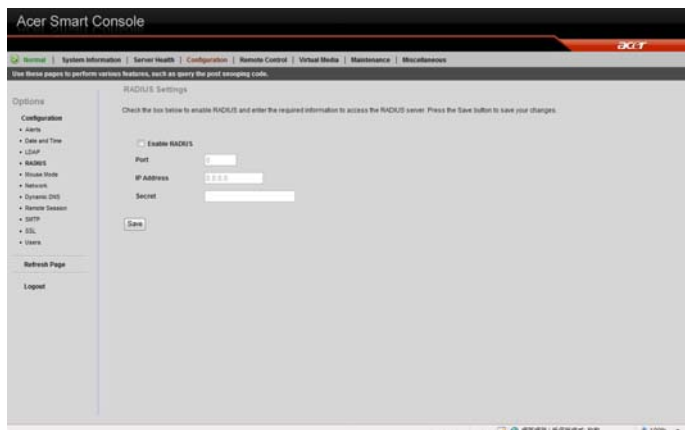 Acer Smart Console
acer
Normal | System Information | Server Health | Configuration | Remote Control | Virtual Media | Maintenance | Miscellaneous
Use these pages to perform various features, such as query the post snooping code.
Options
Configuration
• Alerts
• Date and Time
• LDAP
• RADIUS
• Mouse Mode
• Network
• Dynamic DNS
• Remote Session
• SMTP
• SSL
• Users
Refresh Page
Logout
RADIUS Settings
Check the box below to enable RADIUS and enter the required information to access the RADIUS server. Press the Save button to save your changes.
Enable RADIUS
Port 0
IP Address 0.0.0.0
Secret
Save
100%